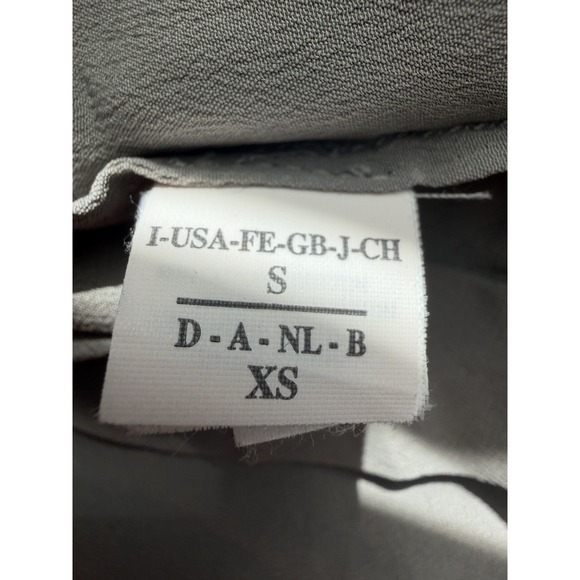 I-USA-FE-GB-J-CH
S
D - A - NL - B
XS